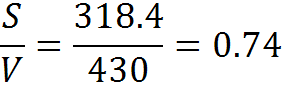 S/V = 318.4/430 = 0.74